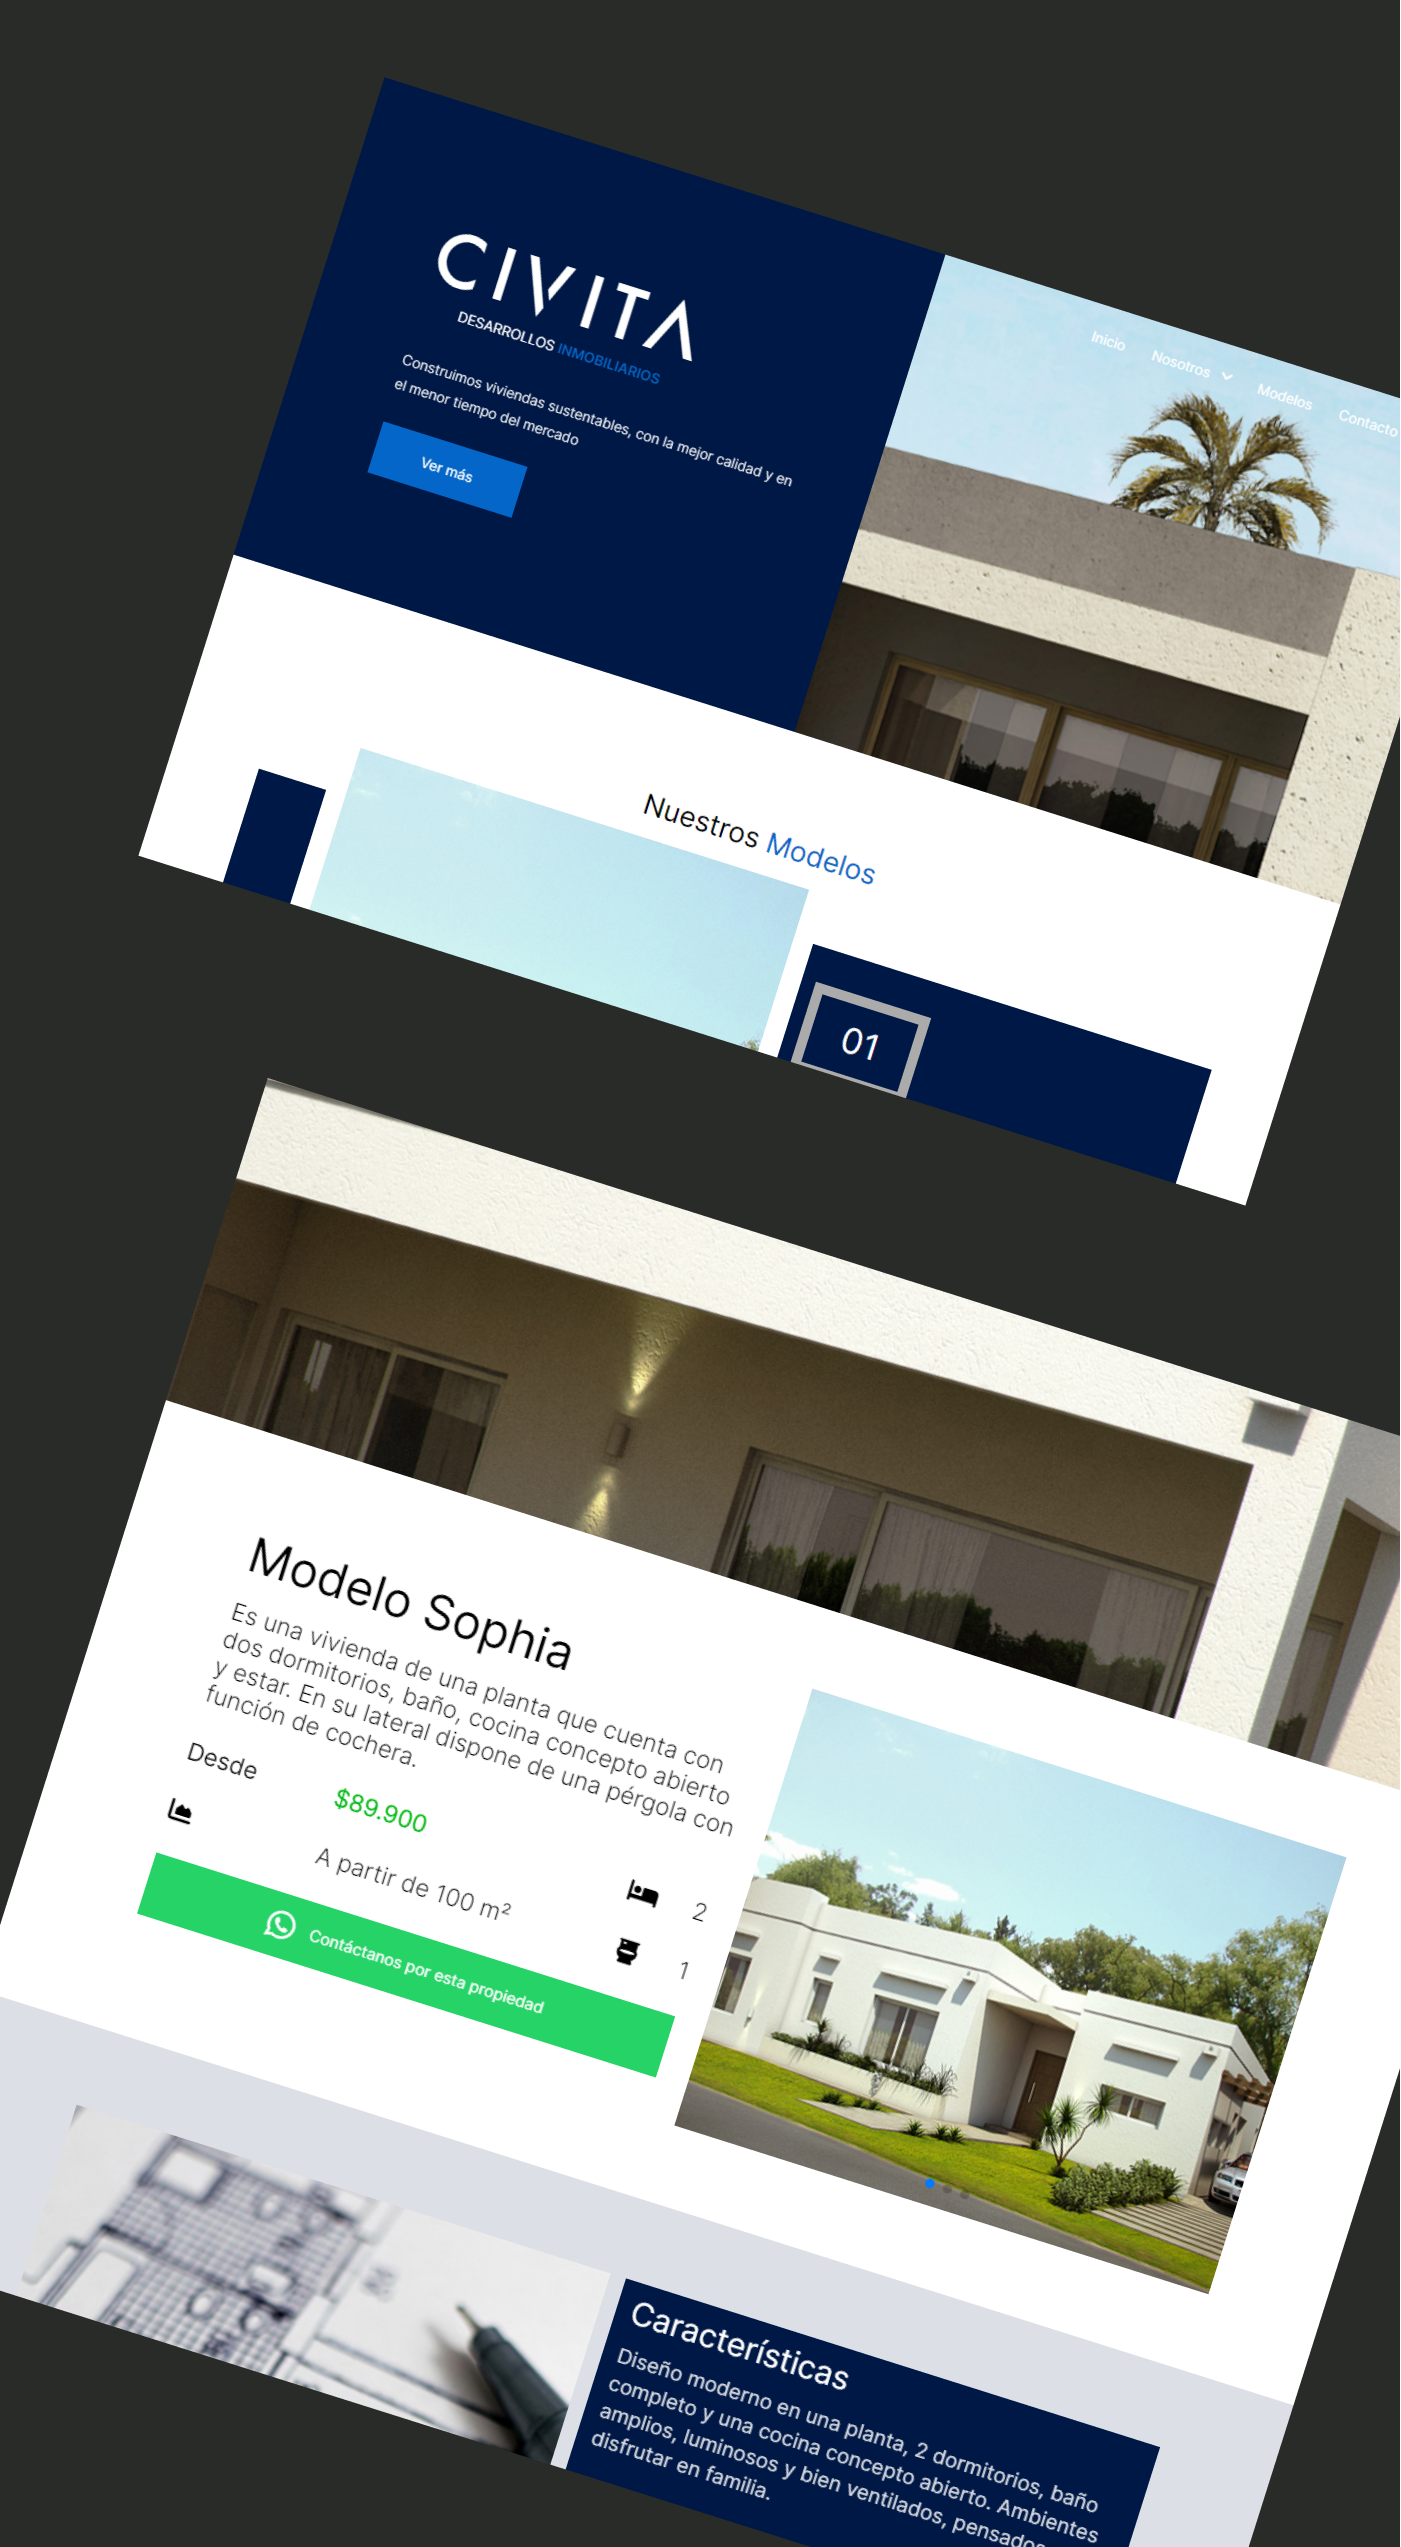 CIVITA
DESARROLLOS INMOBILIARIOS
Construimos viviendas sustentables, con la mejor calidad y en
el menor tiempo del mercado
Ver más
Inicio Nosotros Modelos Contacto
Nuestros Modelos
01
Modelo Sophia
Es una vivienda de una planta que cuenta con
dos dormitorios, baño, cocina concepto abierto
y estar. En su lateral dispone de una pérgola con
función de cochera.
Desde $89.900
A partir de 100 m² 2
1
Contáctanos por esta propiedad
Características
Diseño moderno en una planta, 2 dormitorios, baño
completo y una cocina concepto abierto. Ambientes
amplios, luminosos y bien ventilados, pensados
disfrutar en familia.